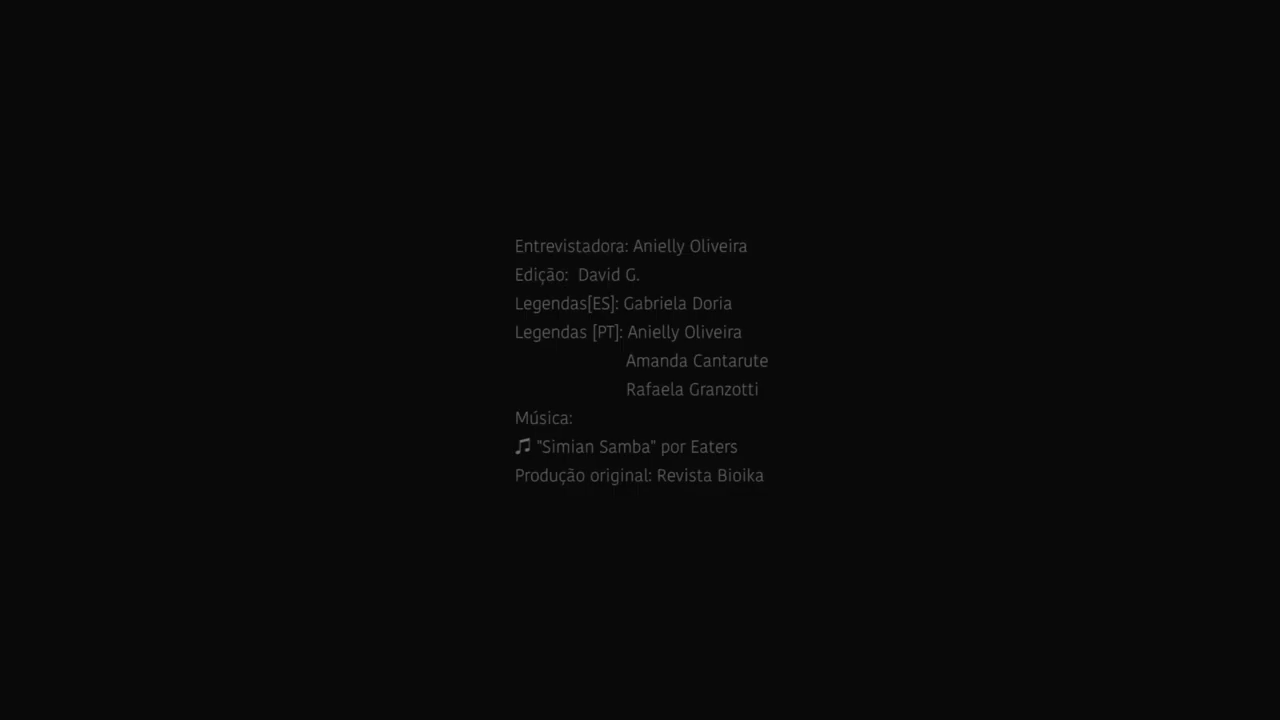 Entrevistadora: Anielly Oliveira
Edição: David G.
Legendas[ES]: Gabriela Doria
Legendas [PT]: Anielly Oliveira
Amanda Cantarute
Rafaela Granzotti
Música:
🎵 "Simian Samba" por Eaters
Produção original: Revista Bioika